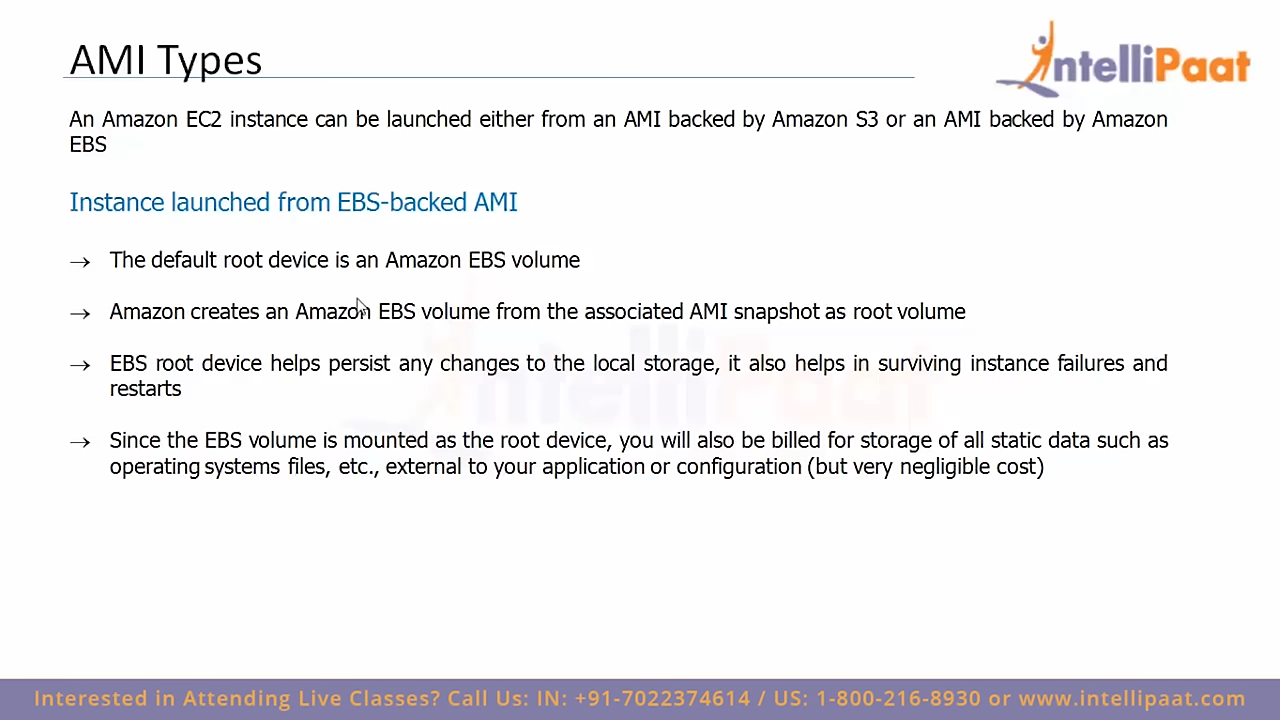 AMI Types
IntelliPaat
An Amazon EC2 instance can be launched either from an AMI backed by Amazon S3 or an AMI backed by Amazon
EBS
Instance launched from EBS-backed AMI
→ The default root device is an Amazon EBS volume
→ Amazon creates an Amazon EBS volume from the associated AMI snapshot as root volume
→ EBS root device helps persist any changes to the local storage, it also helps in surviving instance failures and
restarts
→ Since the EBS volume is mounted as the root device, you will also be billed for storage of all static data such as
operating systems files, etc., external to your application or configuration (but very negligible cost)
IntelliPaat
Interested in Attending Live Classes? Call Us: IN: +91-7022374614 / US: 1-800-216-8930 or www.intellipaat.com